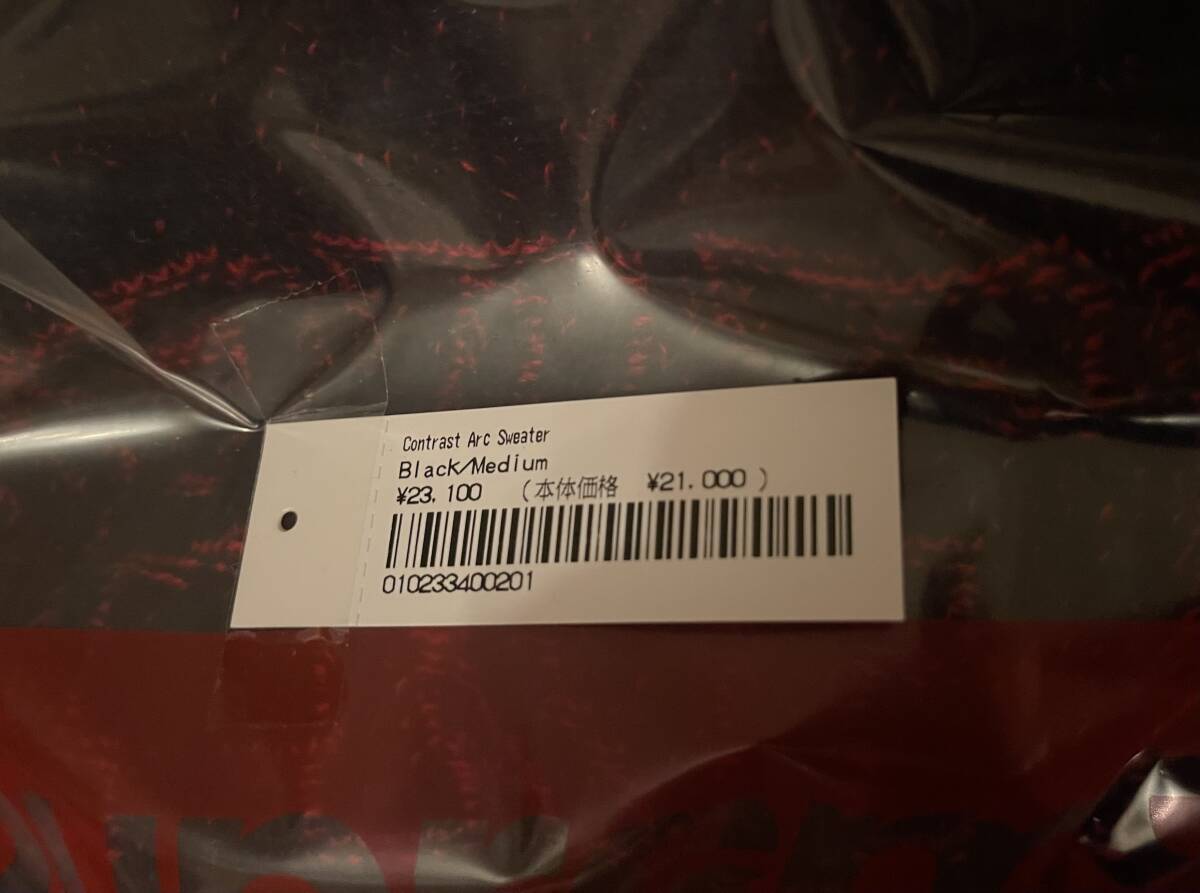 Contrast Arc Sweater
Black/Medium
¥23,100 (本体価格 ¥21,000)
010233400201